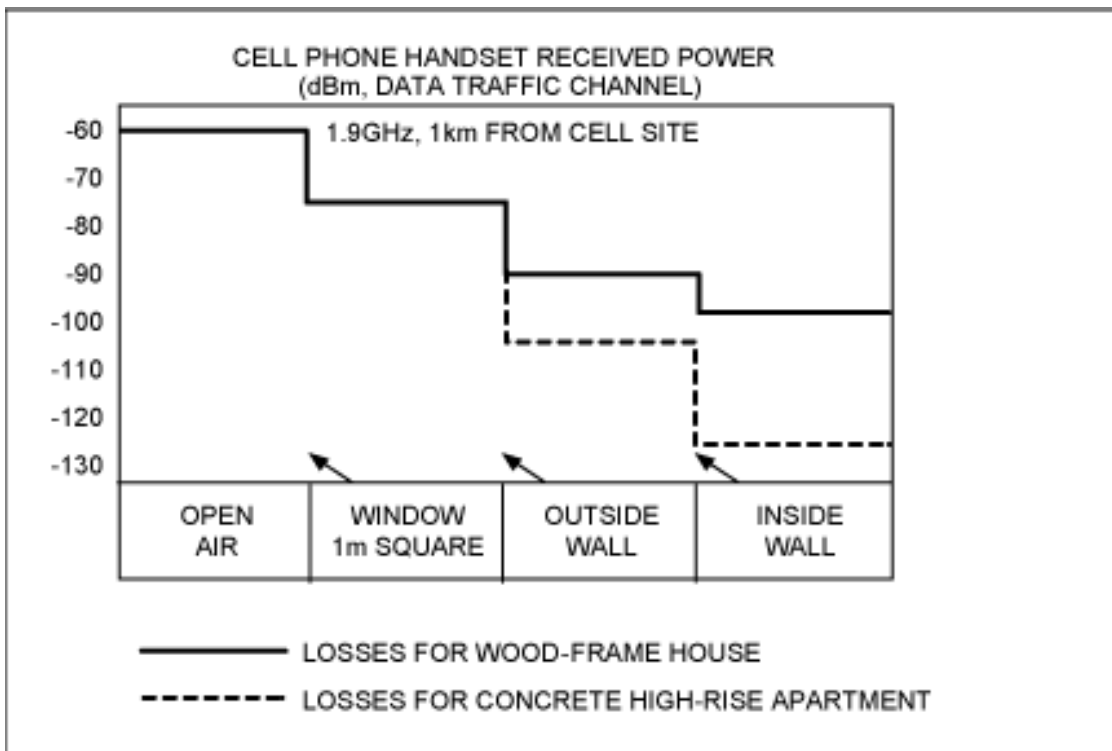 CELL PHONE HANDSET RECEIVED POWER
(dBm, DATA TRAFFIC CHANNEL)
1.9GHz, 1km FROM CELL SITE
-60
-70
-80
-90
-100
-110
-120
-130
OPEN AIR
WINDOW 1m SQUARE
OUTSIDE WALL
INSIDE WALL
LOSSES FOR WOOD-FRAME HOUSE
LOSSES FOR CONCRETE HIGH-RISE APARTMENT